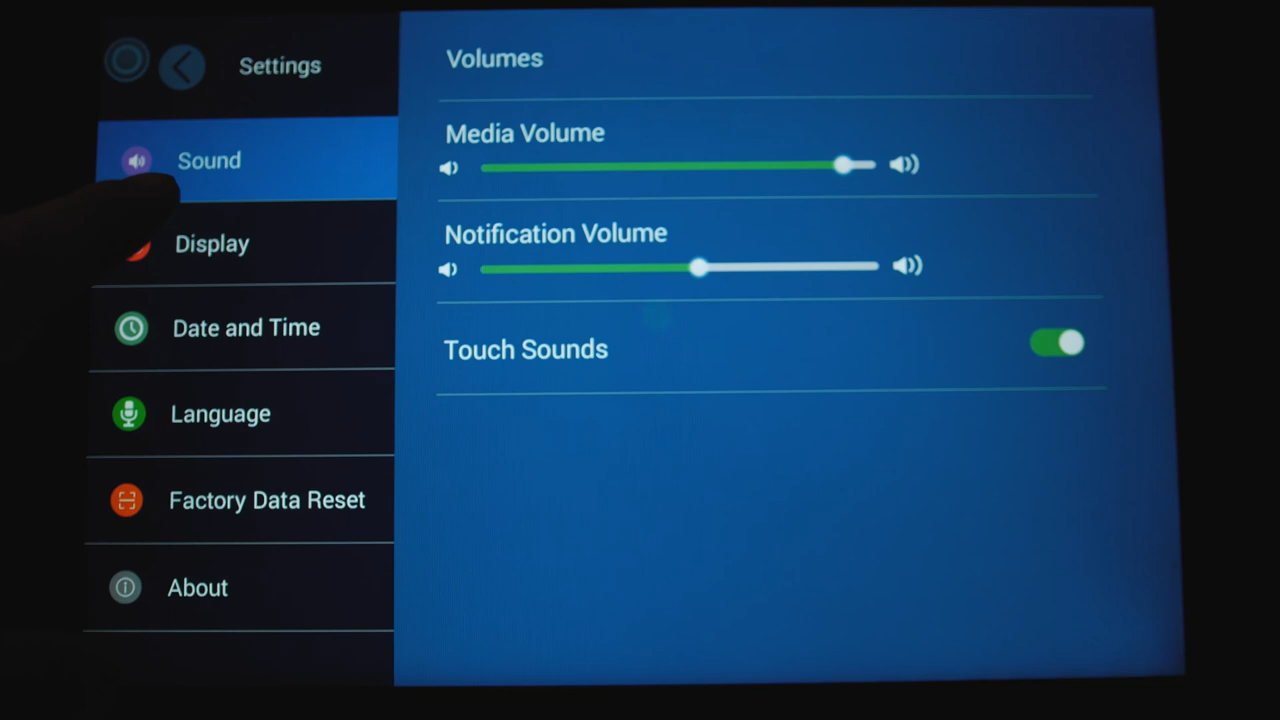 Settings
Sound
Display
Date and Time
Language
Factory Data Reset
About
Volumes
Media Volume
Notification Volume
Touch Sounds